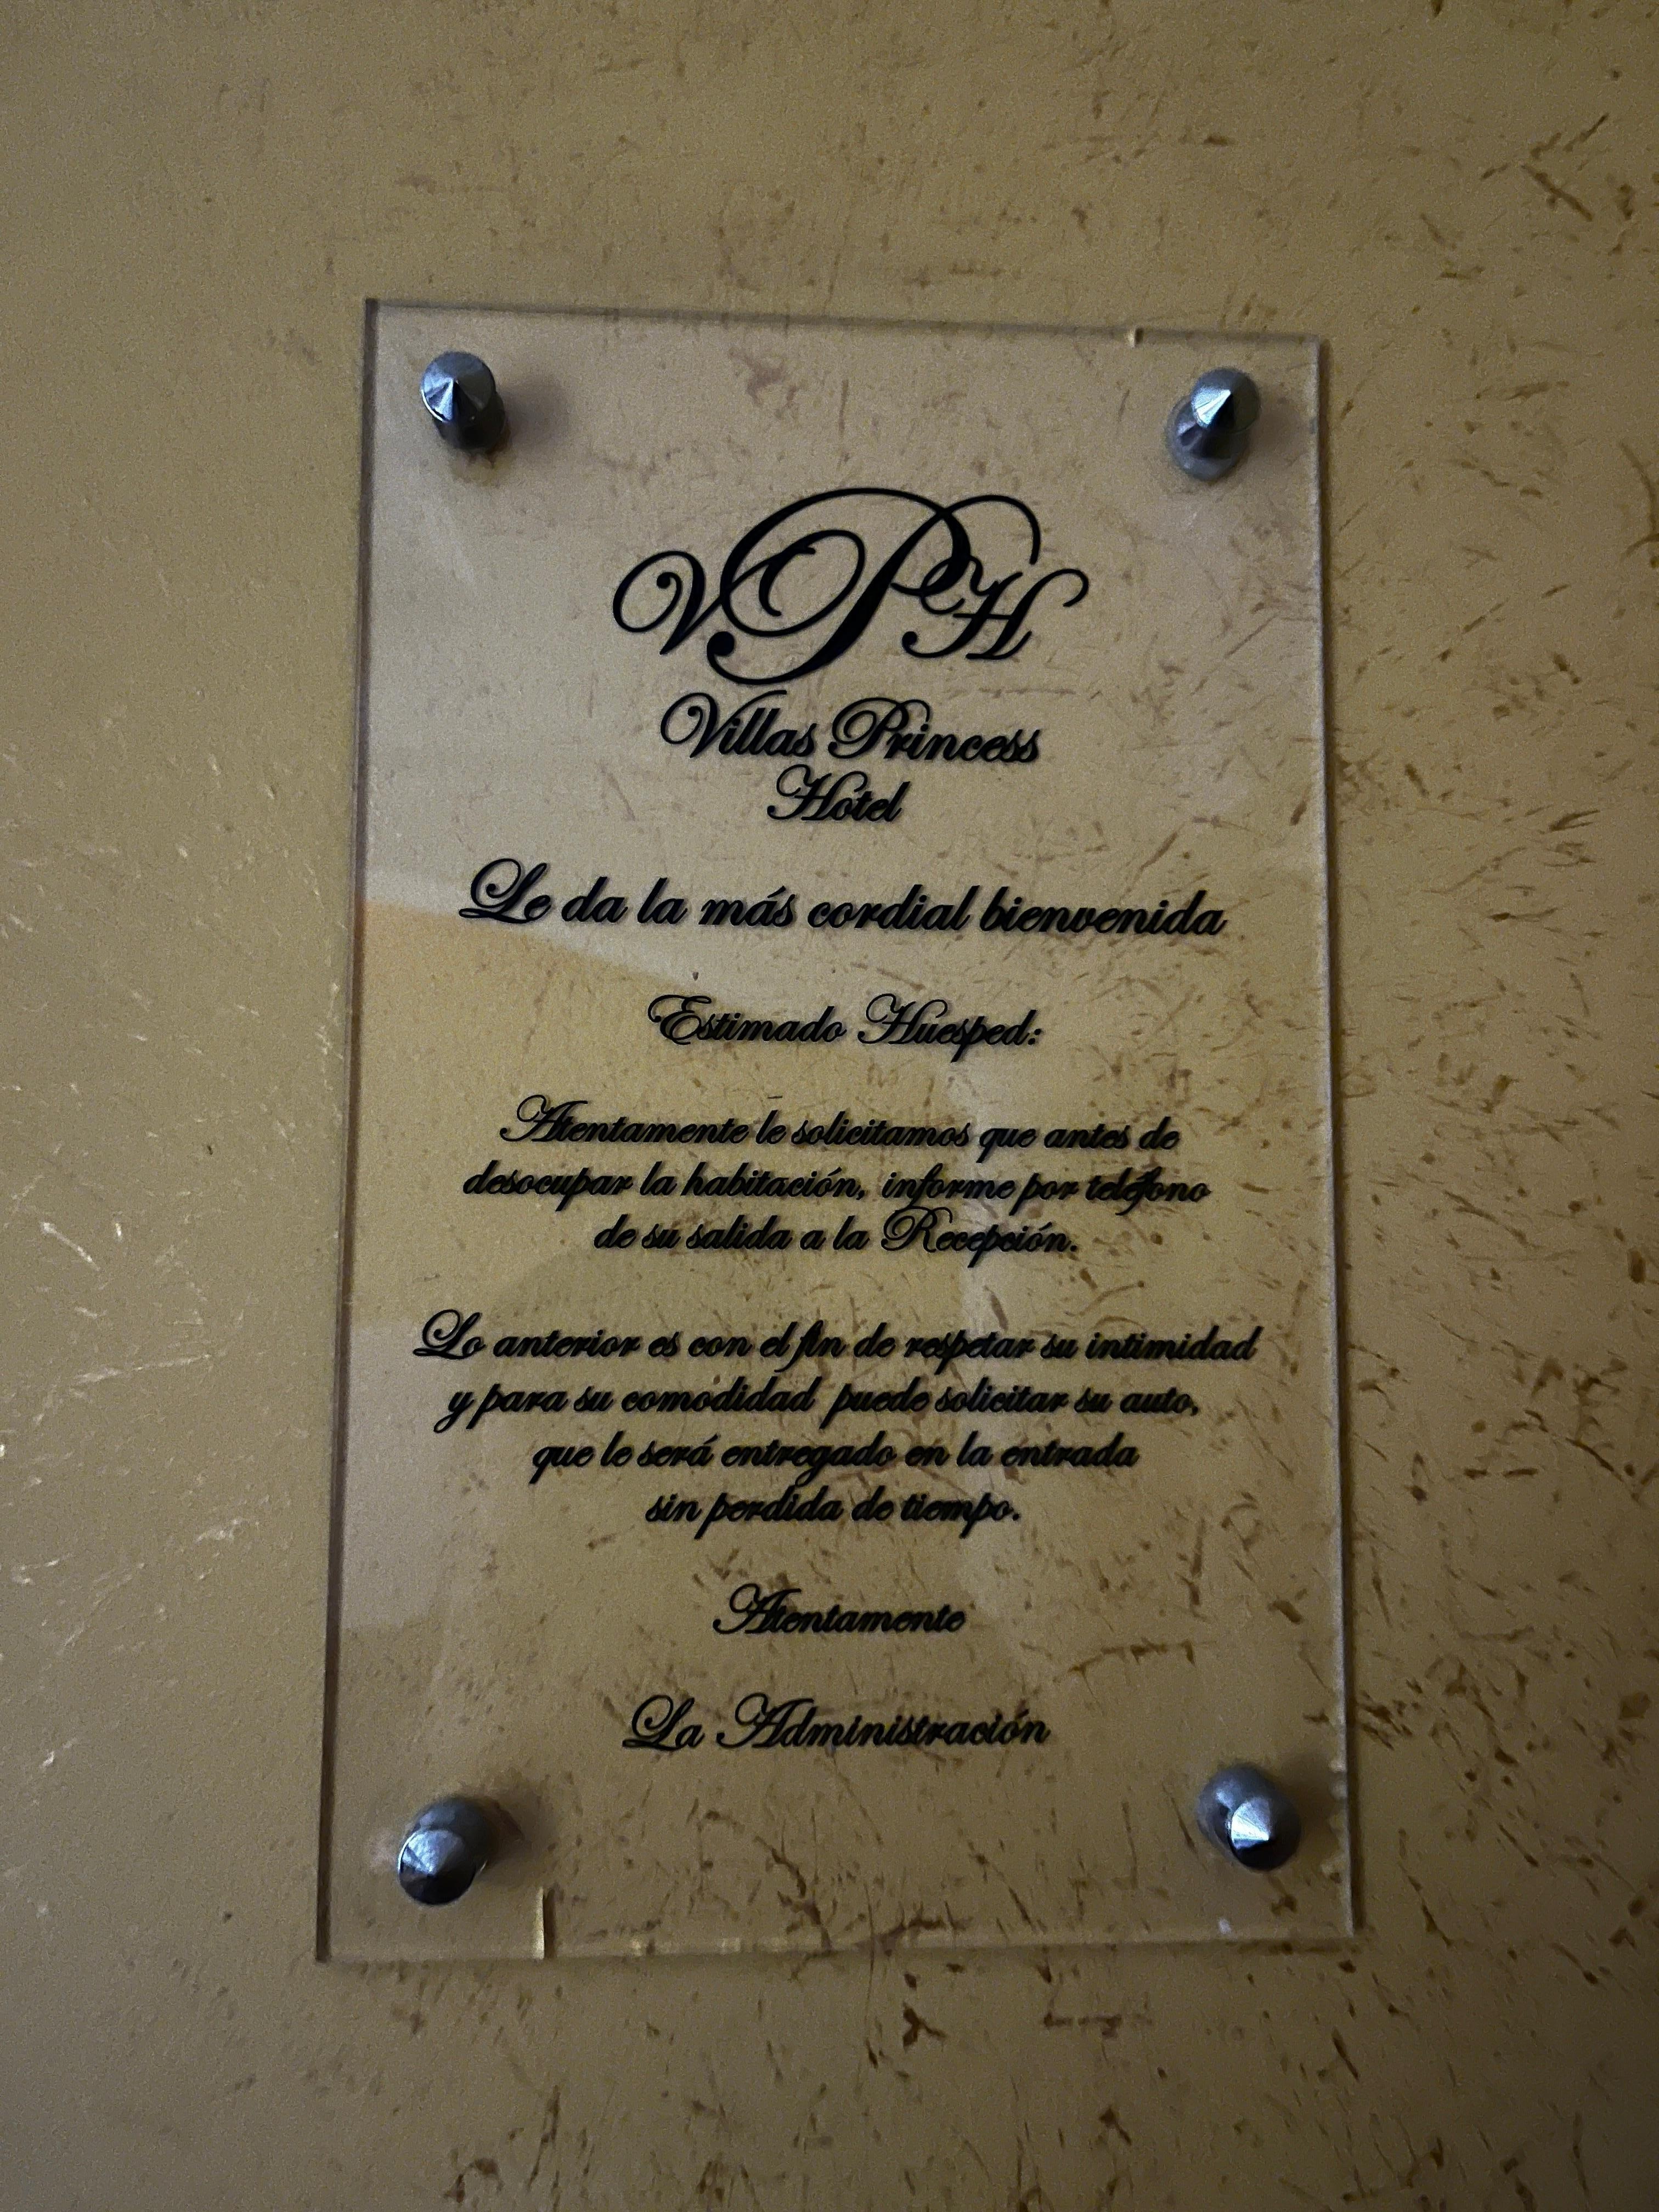 VPH
Villas Princess
Hotel
Le da la más cordial bienvenida
Estimado Huesped:
Atentamente le solicitamos que antes de
desocupar la habitación, informe por teléfono
de su salida a la Recepción.
Lo anterior es con el fin de respetar su intimidad
y para su comodidad puede solicitar su auto,
que le será entregado en la entrada
sin perdida de tiempo.
Atentamente
La Administración